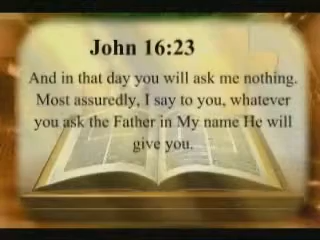 John 16:23
And in that day you will ask me nothing.
Most assuredly, I say to you, whatever
you ask the Father in My name He will
give you.